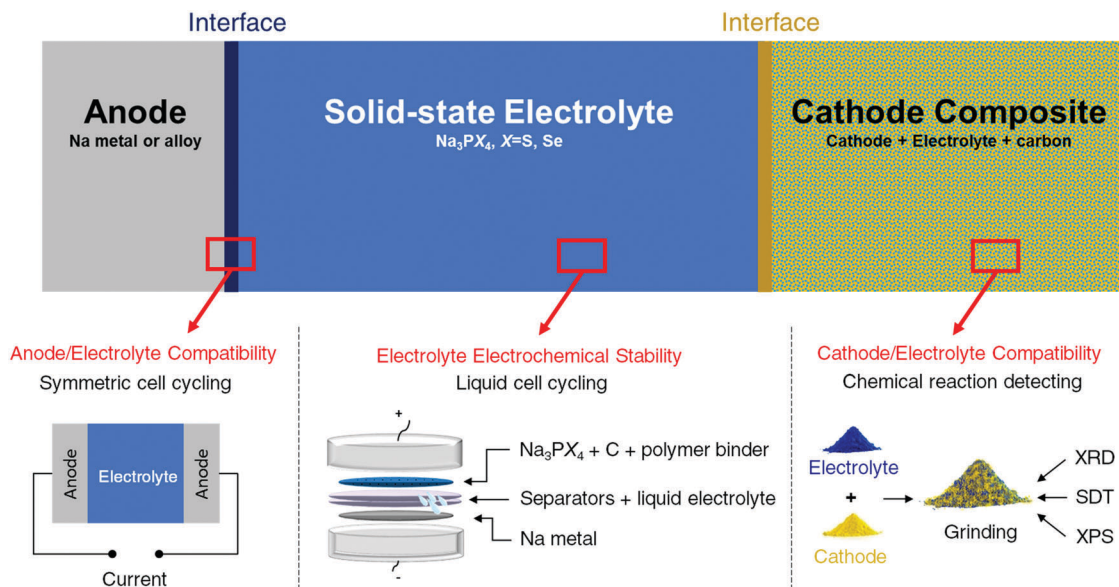 Interface
Interface
Anode
Na metal or alloy
Solid-state Electrolyte
Na₃PX₄, X=S, Se
Cathode Composite
Cathode + Electrolyte + carbon
Anode/Electrolyte Compatibility
Symmetric cell cycling
Anode
Electrolyte
Anode
Current
Electrolyte Electrochemical Stability
Liquid cell cycling
+
Na₃PX₄ + C + polymer binder
Separators + liquid electrolyte
Na metal
-
Cathode/Electrolyte Compatibility
Chemical reaction detecting
Electrolyte
+
Cathode
Grinding
XRD
SDT
XPS